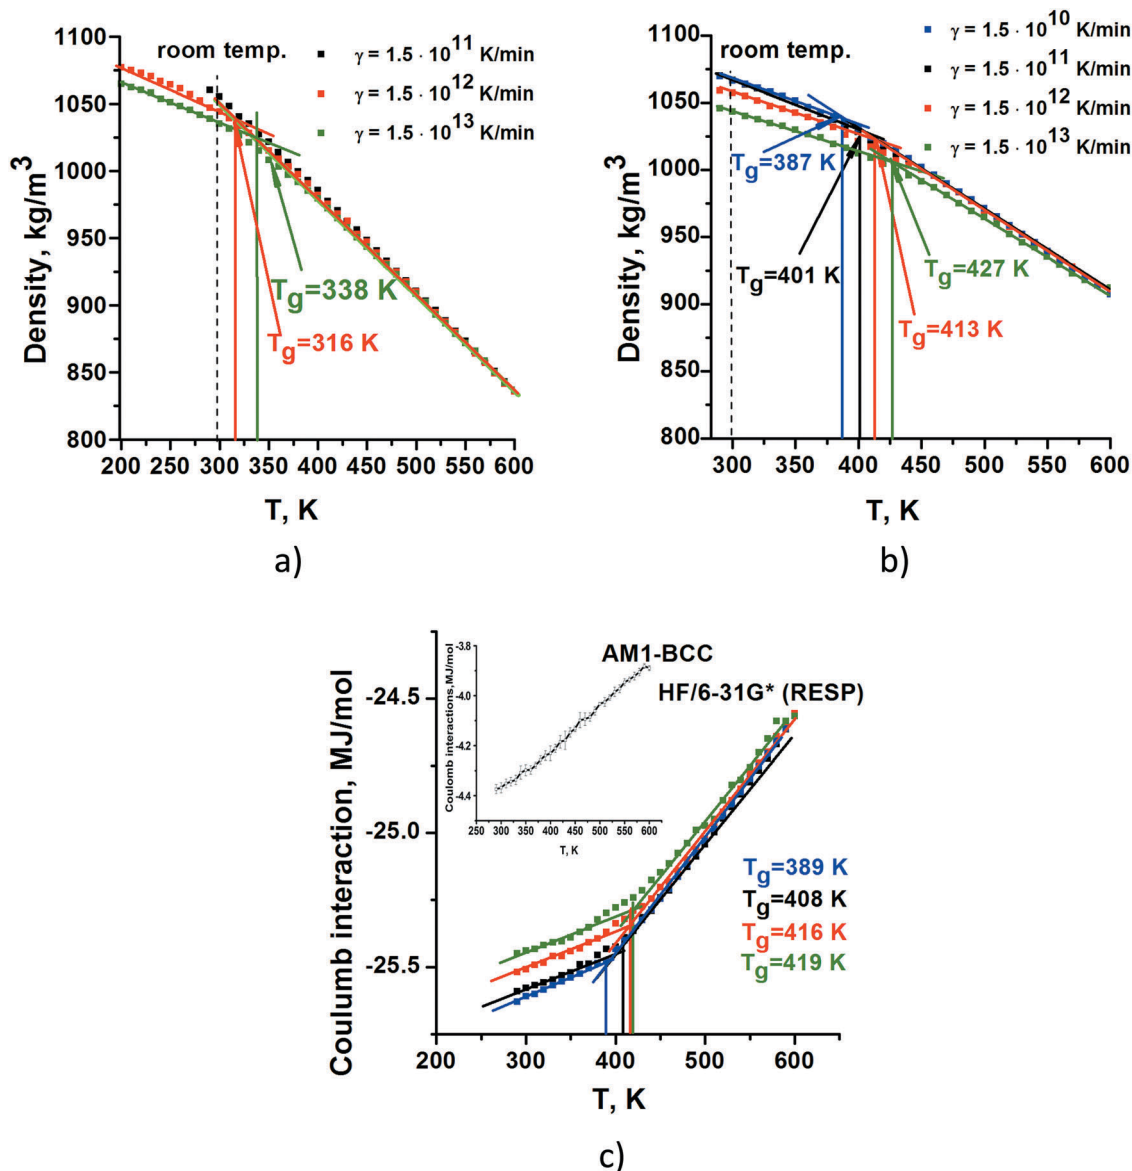 room temp.
γ = 1.5 · 10^11 K/min
γ = 1.5 · 10^12 K/min
γ = 1.5 · 10^13 K/min
1100
1050
1000
950
900
850
800
Density, kg/m^3
Tg=338 K
Tg=316 K
200 250 300 350 400 450 500 550 600
T, K
a)
room temp.
γ = 1.5 · 10^10 K/min
γ = 1.5 · 10^11 K/min
γ = 1.5 · 10^12 K/min
γ = 1.5 · 10^13 K/min
1100
1050
1000
950
900
850
800
Density, kg/m^3
Tg=387 K
Tg=401 K
Tg=427 K
Tg=413 K
300 350 400 450 500 550 600
T, K
b)
-24.5
-25.0
-25.5
Coulumb interaction, MJ/mol
AM1-BCC
HF/6-31G* (RESP)
-3.8
-4.0
-4.2
-4.4
Coulomb interactions,MJ/mol
250 300 350 400 450 500 550 600
T, K
Tg=389 K
Tg=408 K
Tg=416 K
Tg=419 K
200 300 400 500 600
T, K
c)